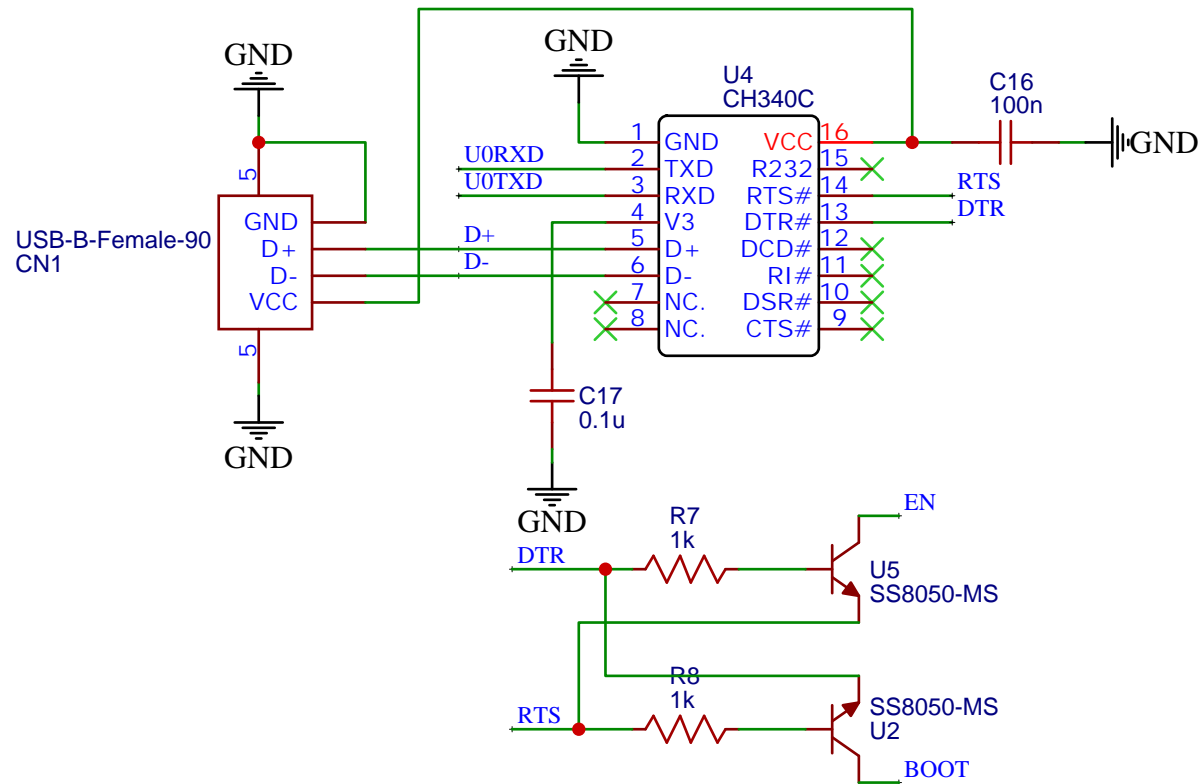 GND
GND
U4
CH340C
C16
100n
GND
1 GND
2 TXD
3 RXD
4 V3
5 D+
6 D-
7 NC.
8 NC.
VCC 16
R232 15
RTS# 14
DTR# 13
DCD# 12
RI# 11
DSR# 10
CTS# 9
U0RXD
U0TXD
RTS
DTR
D+
D-
5
USB-B-Female-90
CN1
GND
D+
D-
VCC
5
GND
C17
0.1u
GND
DTR
R7
1k
EN
U5
SS8050-MS
RTS
R8
1k
SS8050-MS
U2
BOOT